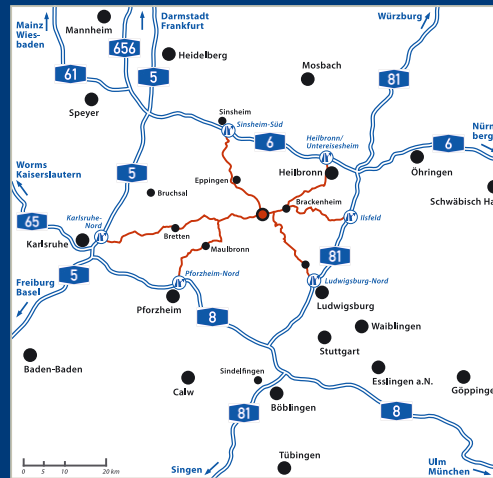 Mainz
Wies-
baden
Mannheim
Darmstadt
Frankfurt
Würzburg
656
Heidelberg
61
5
Mosbach
81
Speyer
Sinsheim
Sinsheim-Süd
6
Heilbronn/
Untereisesheim
6
Nürn
berg
Worms
Kaiserslautern
5
Eppingen
Heilbronn
Öhringen
Bruchsal
Brackenheim
Schwäbisch Ha
65
Karlsruhe-
Nord
Ilsfeld
Karlsruhe
Bretten
Maulbronn
81
5
Freiburg
Basel
Pforzheim-Nord
Ludwigsburg-Nord
Pforzheim
Ludwigsburg
8
Waiblingen
Stuttgart
Baden-Baden
Sindelfingen
Esslingen a.N.
Calw
Göppinge
Böblingen
81
8
Tübingen
Singen
Ulm
München
0 5 10 20 km